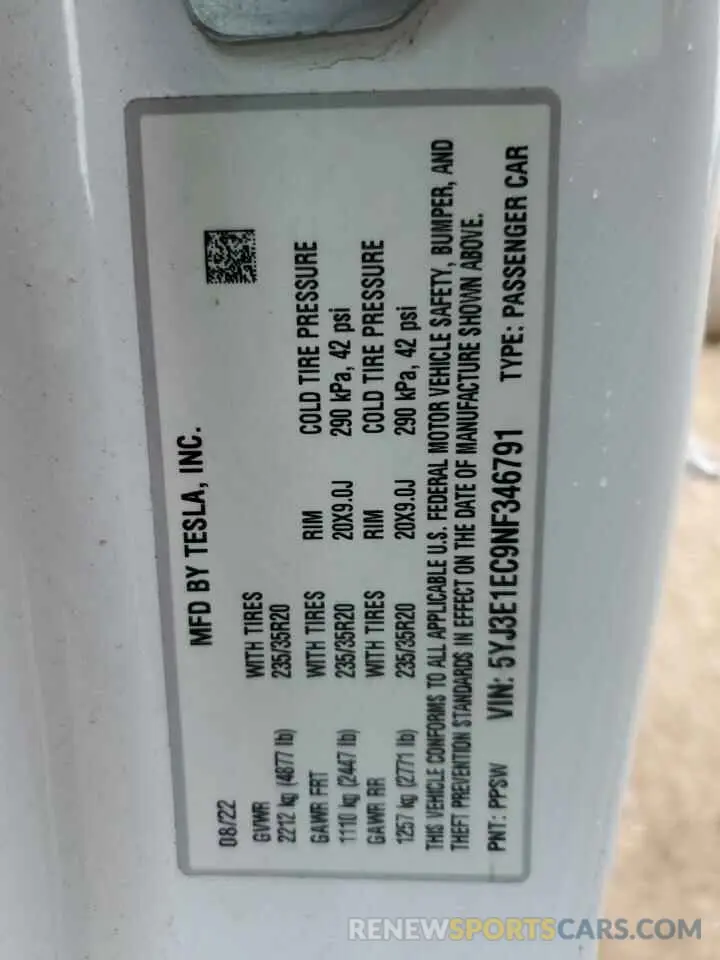 MFD BY TESLA, INC.
08/22
GVWR WITH TIRES
2212 kg (4877 lb) 235/35R20
GAWR FRT WITH TIRES RIM COLD TIRE PRESSURE
1110 kg (2447 lb) 235/35R20 20X9.0J 290 kPa, 42 psi
GAWR RR WITH TIRES RIM COLD TIRE PRESSURE
1257 kg (2771 lb) 235/35R20 20X9.0J 290 kPa, 42 psi
THIS VEHICLE CONFORMS TO ALL APPLICABLE U.S. FEDERAL MOTOR VEHICLE SAFETY, BUMPER, AND
THEFT PREVENTION STANDARDS IN EFFECT ON THE DATE OF MANUFACTURE SHOWN ABOVE.
PNT: PPSW VIN: 5YJ3E1EC9NF346791 TYPE: PASSENGER CAR
RENEWSPORTSCARS.COM